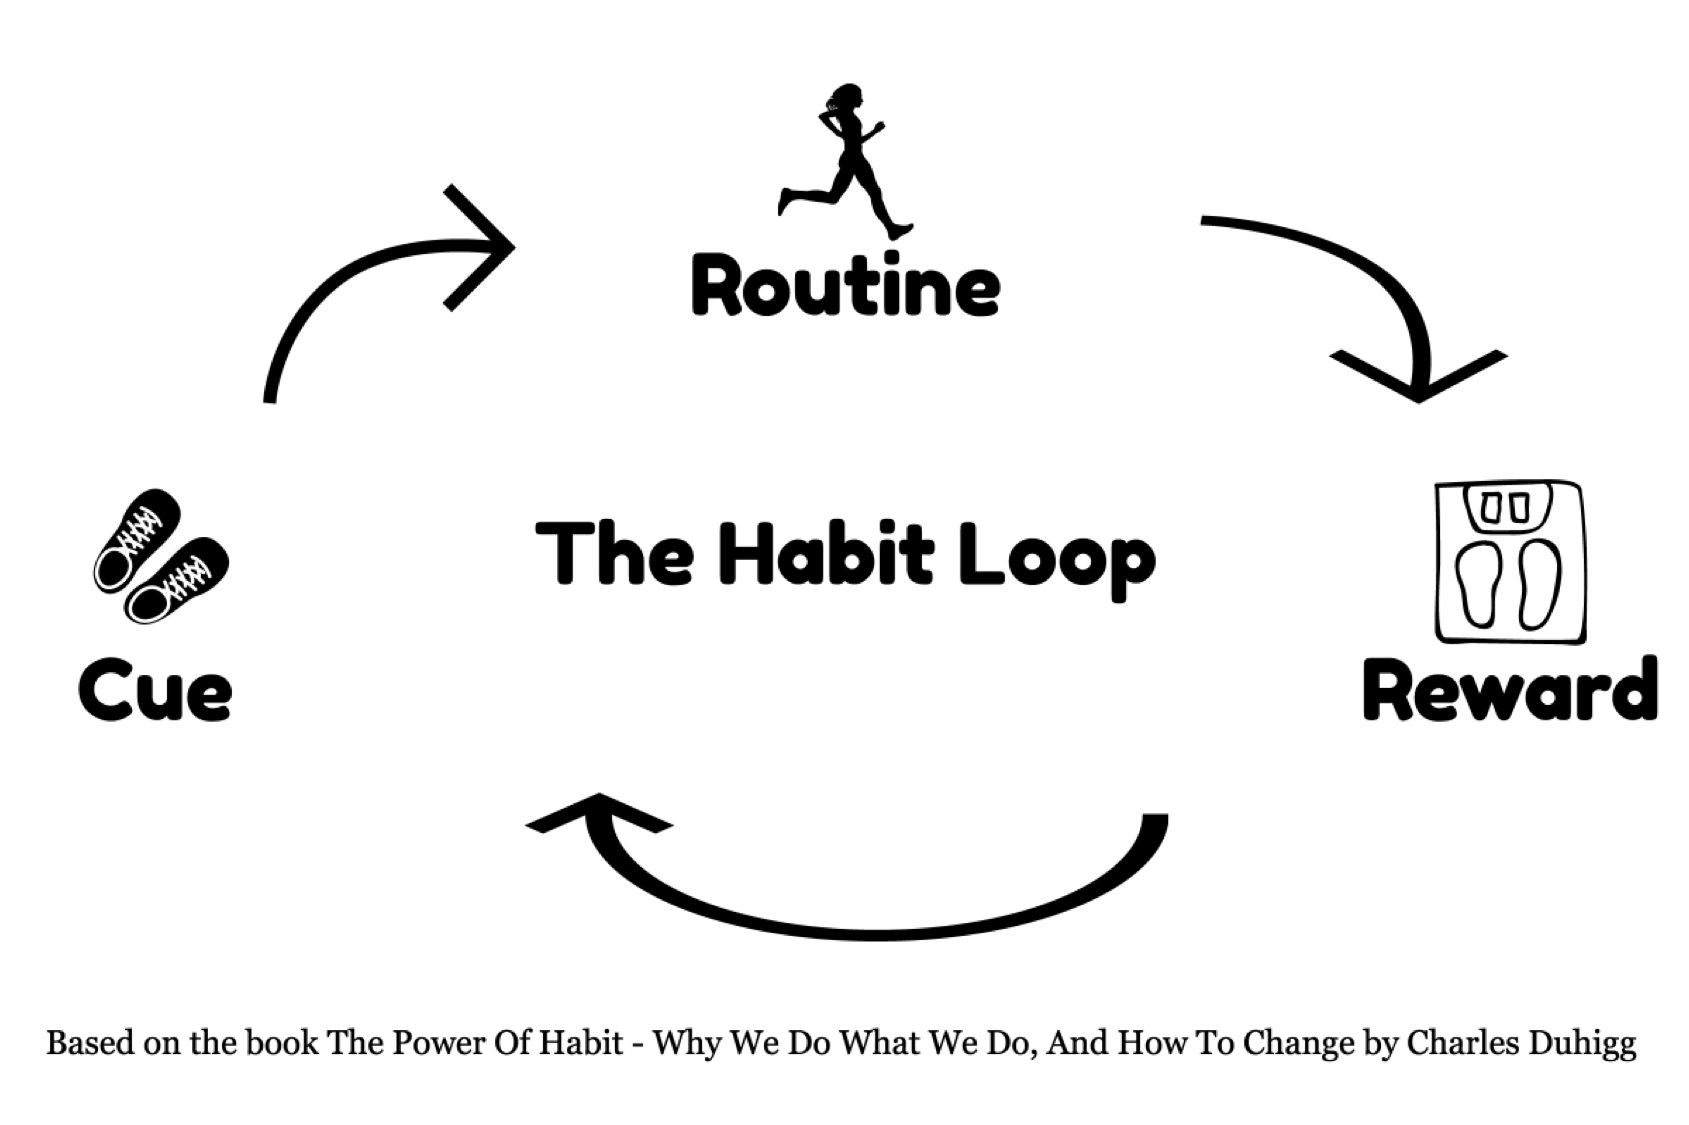 Routine
The Habit Loop
Cue
Reward
Based on the book The Power Of Habit - Why We Do What We Do, And How To Change by Charles Duhigg